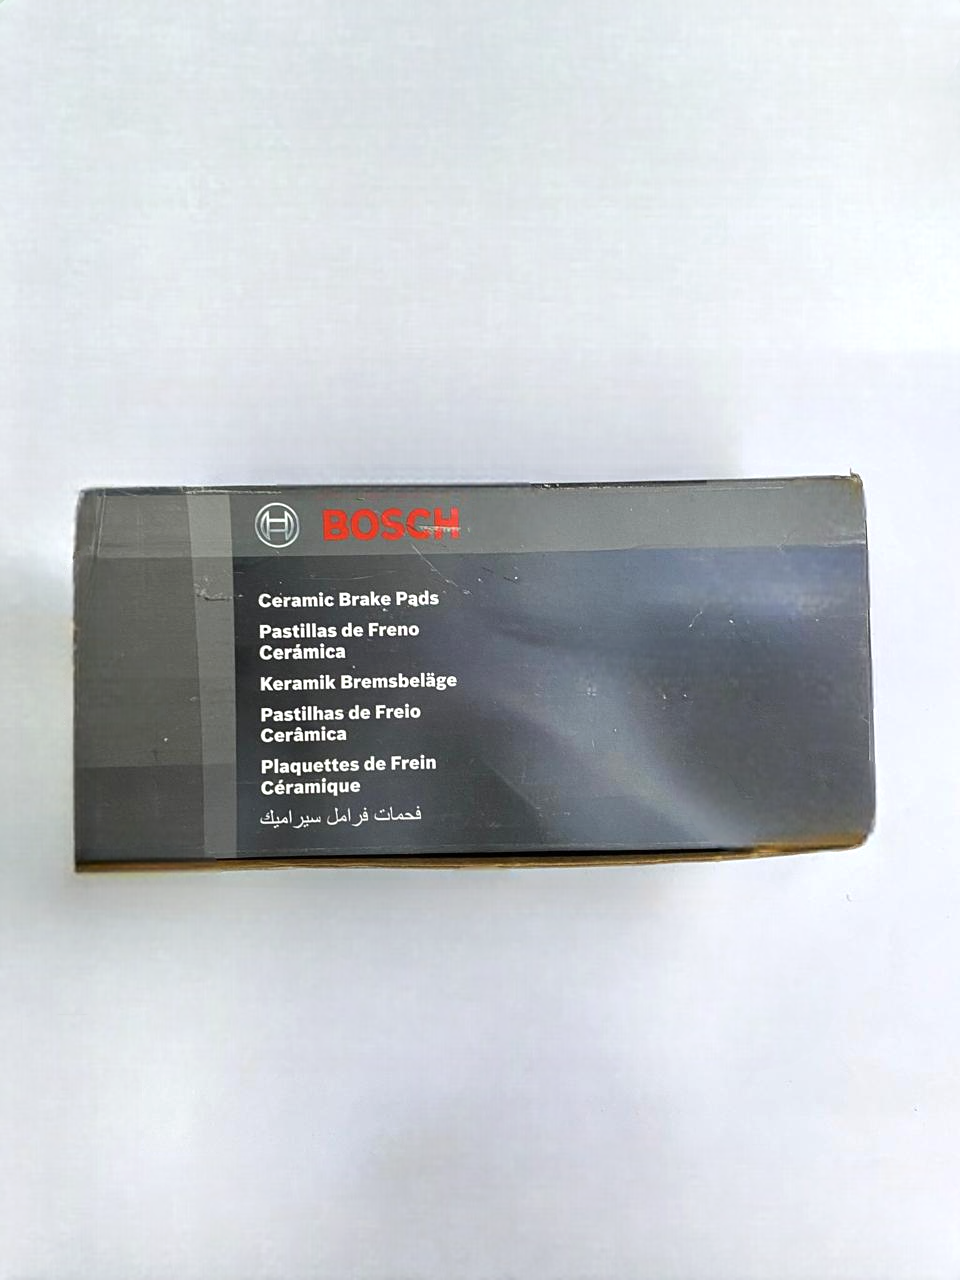 BOSCH
Ceramic Brake Pads
Pastillas de Freno
Cerámica
Keramik Bremsbeläge
Pastilhas de Freio
Cerâmica
Plaquettes de Frein
Céramique
فحمات فرامل سيراميك